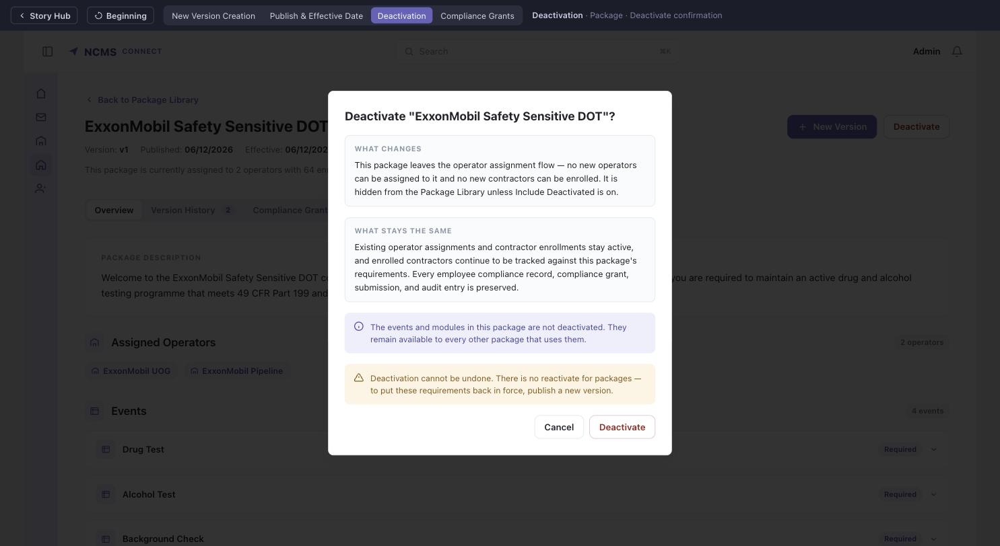 Story Hub
Beginning
New Version Creation
Publish & Effective Date
Deactivation
Compliance Grants
Deactivation · Package · Deactivate confirmation
NCMS CONNECT
Search
⌘K
Admin
Back to Package Library
ExxonMobil Safety Sensitive DOT
New Version
Deactivate
Version: v1 Published: 06/12/2026 Effective: 06/12/202
This package is currently assigned to 2 operators with 64 en
Overview
Version History 2
Compliance Grant
PACKAGE DESCRIPTION
Welcome to the ExxonMobil Safety Sensitive DOT co
you are required to maintain an active drug and alcohol
testing programme that meets 49 CFR Part 199 and
Assigned Operators
2 operators
ExxonMobil UOG
ExxonMobil Pipeline
Events
4 events
Drug Test
Required
Alcohol Test
Required
Background Check
Required
Deactivate "ExxonMobil Safety Sensitive DOT"?
WHAT CHANGES
This package leaves the operator assignment flow — no new operators
can be assigned to it and no new contractors can be enrolled. It is
hidden from the Package Library unless Include Deactivated is on.
WHAT STAYS THE SAME
Existing operator assignments and contractor enrollments stay active,
and enrolled contractors continue to be tracked against this package's
requirements. Every employee compliance record, compliance grant,
submission, and audit entry is preserved.
The events and modules in this package are not deactivated. They
remain available to every other package that uses them.
Deactivation cannot be undone. There is no reactivate for packages —
to put these requirements back in force, publish a new version.
Cancel
Deactivate